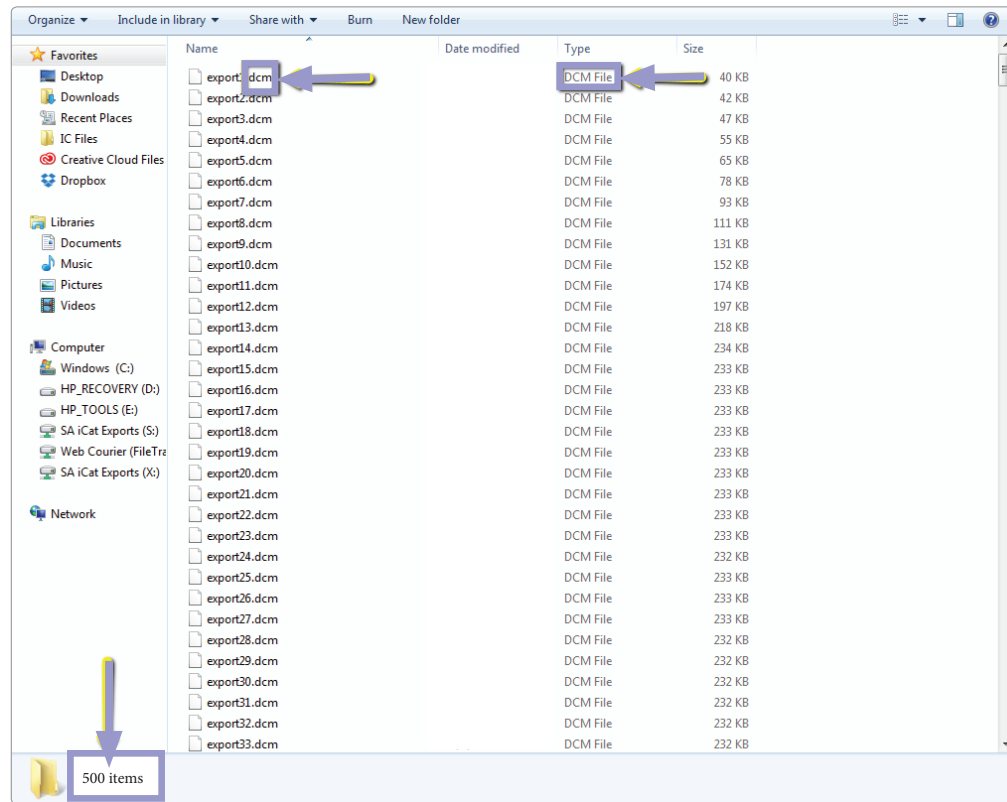 Organize Include in library Share with Burn New folder
Favorites
Desktop
Downloads
Recent Places
IC Files
Creative Cloud Files
Dropbox
Libraries
Documents
Music
Pictures
Videos
Computer
Windows (C:)
HP_RECOVERY (D:)
HP_TOOLS (E:)
SA iCat Exports (S:)
Web Courier (FileTra
SA iCat Exports (X:)
Network
Name Date modified Type Size
export1.dcm DCM File 40 KB
export2.dcm DCM File 42 KB
export3.dcm DCM File 47 KB
export4.dcm DCM File 55 KB
export5.dcm DCM File 65 KB
export6.dcm DCM File 78 KB
export7.dcm DCM File 93 KB
export8.dcm DCM File 111 KB
export9.dcm DCM File 131 KB
export10.dcm DCM File 152 KB
export11.dcm DCM File 174 KB
export12.dcm DCM File 197 KB
export13.dcm DCM File 218 KB
export14.dcm DCM File 234 KB
export15.dcm DCM File 233 KB
export16.dcm DCM File 233 KB
export17.dcm DCM File 233 KB
export18.dcm DCM File 233 KB
export19.dcm DCM File 233 KB
export20.dcm DCM File 233 KB
export21.dcm DCM File 233 KB
export22.dcm DCM File 233 KB
export23.dcm DCM File 233 KB
export24.dcm DCM File 232 KB
export25.dcm DCM File 233 KB
export26.dcm DCM File 233 KB
export27.dcm DCM File 233 KB
export28.dcm DCM File 232 KB
export29.dcm DCM File 232 KB
export30.dcm DCM File 232 KB
export31.dcm DCM File 232 KB
export32.dcm DCM File 232 KB
export33.dcm DCM File 232 KB
500 items